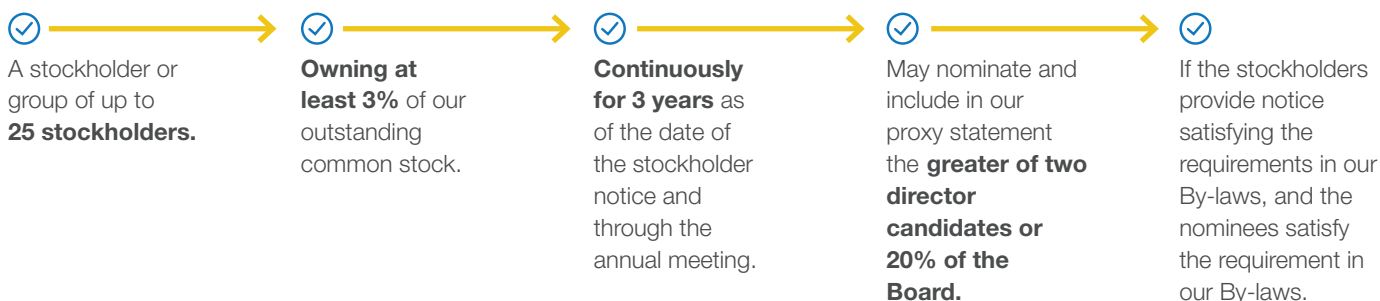 A stockholder or
group of up to
25 stockholders.
Owning at
least 3% of our
outstanding
common stock.
Continuously
for 3 years as
of the date of
the stockholder
notice and
through the
annual meeting.
May nominate and
include in our
proxy statement
the greater of two
director
candidates or
20% of the
Board.
If the stockholders
provide notice
satisfying the
requirements in our
By-laws, and the
nominees satisfy
the requirement in
our By-laws.